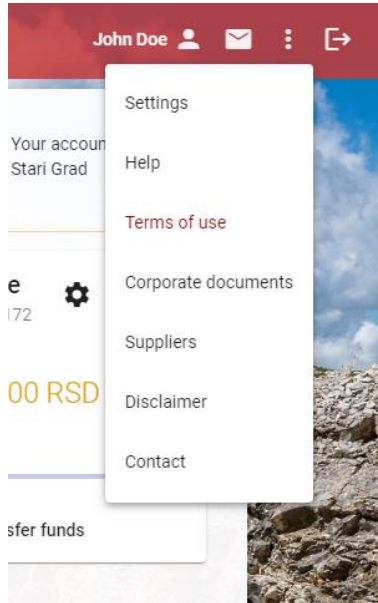 John Doe
Settings
Your accoun
Stari Grad
Help
Terms of use
e
172
Corporate documents
Suppliers
00 RSD
Disclaimer
Contact
sfer funds